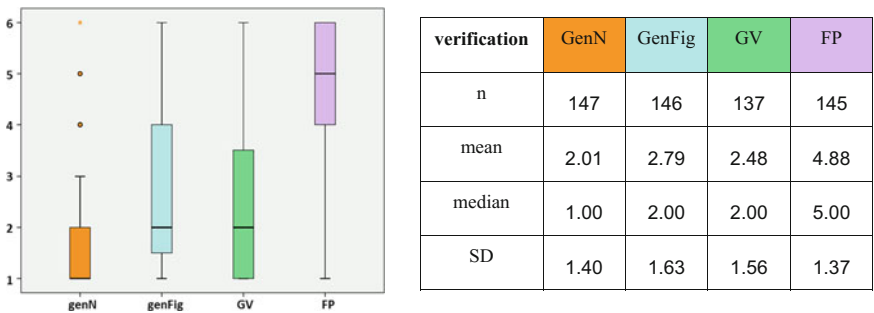 6
5
4
3
2
1
genN genFig GV FP
verification GenN GenFig GV FP
n 147 146 137 145
mean 2.01 2.79 2.48 4.88
median 1.00 2.00 2.00 5.00
SD 1.40 1.63 1.56 1.37